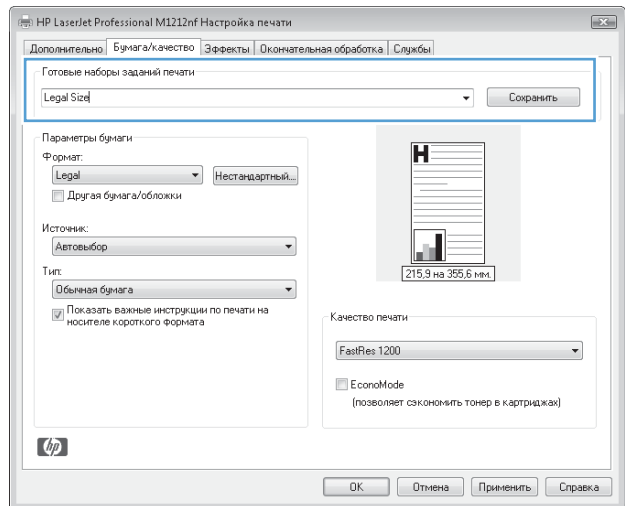 HP LaserJet Professional M1212nf Настройка печати
Дополнительно Бумага/качество Эффекты Окончательная обработка Службы
Готовые наборы заданий печати
Legal Size Сохранить
Параметры бумаги
Формат:
Legal Нестандартный...
Другая бумага/обложки
Источник:
Автовыбор
Тип:
Обычная бумага
Показать важные инструкции по печати на
носителе короткого формата
H
215,9 на 355,6 мм.
Качество печати
FastRes 1200
EconoMode
(позволяет сэкономить тонер в картриджах)
hp
OK Отмена Применить Справка